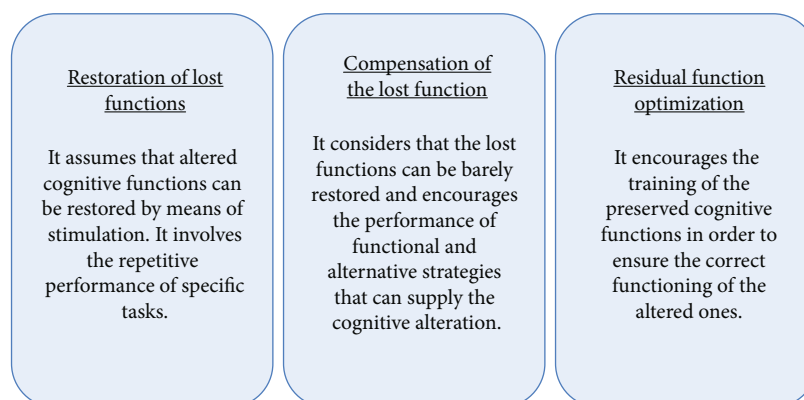 Restoration of lost
functions
It assumes that altered
cognitive functions can
be restored by means of
stimulation. It involves
the repetitive
performance of specific
tasks.
Compensation of
the lost function
It considers that the lost
functions can be barely
restored and encourages
the performance of
functional and
alternative strategies
that can supply the
cognitive alteration.
Residual function
optimization
It encourages the
training of the
preserved cognitive
functions in order to
ensure the correct
functioning of the
altered ones.